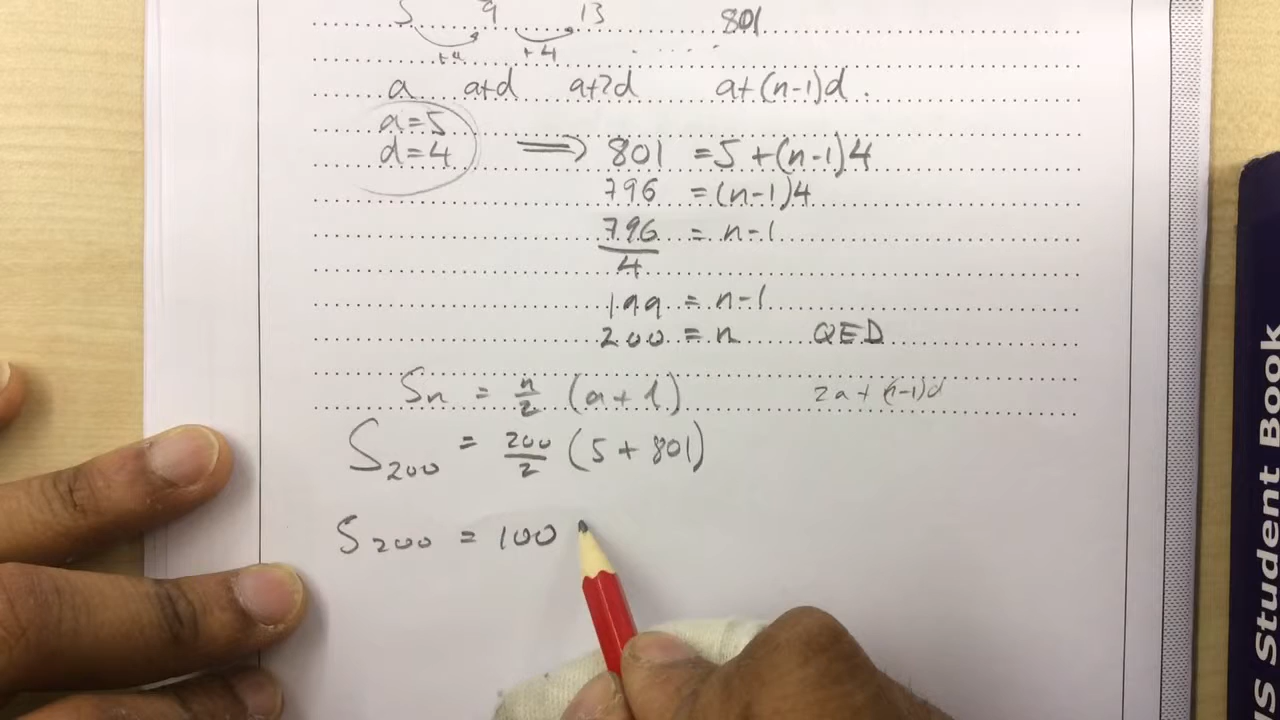 5 9 13 801
+4 +4 .....
a a+d a+2d a+(n-1)d.
a=5
d=4 ⟹ 801 =5+(n-1)4
796 =(n-1)4
796/4 = n-1
199 = n-1
200 = n QED
Sn = n/2 (a+l) 2a+(n-1)d
S200 = 200/2 (5+801)
S200 = 100
Student Book